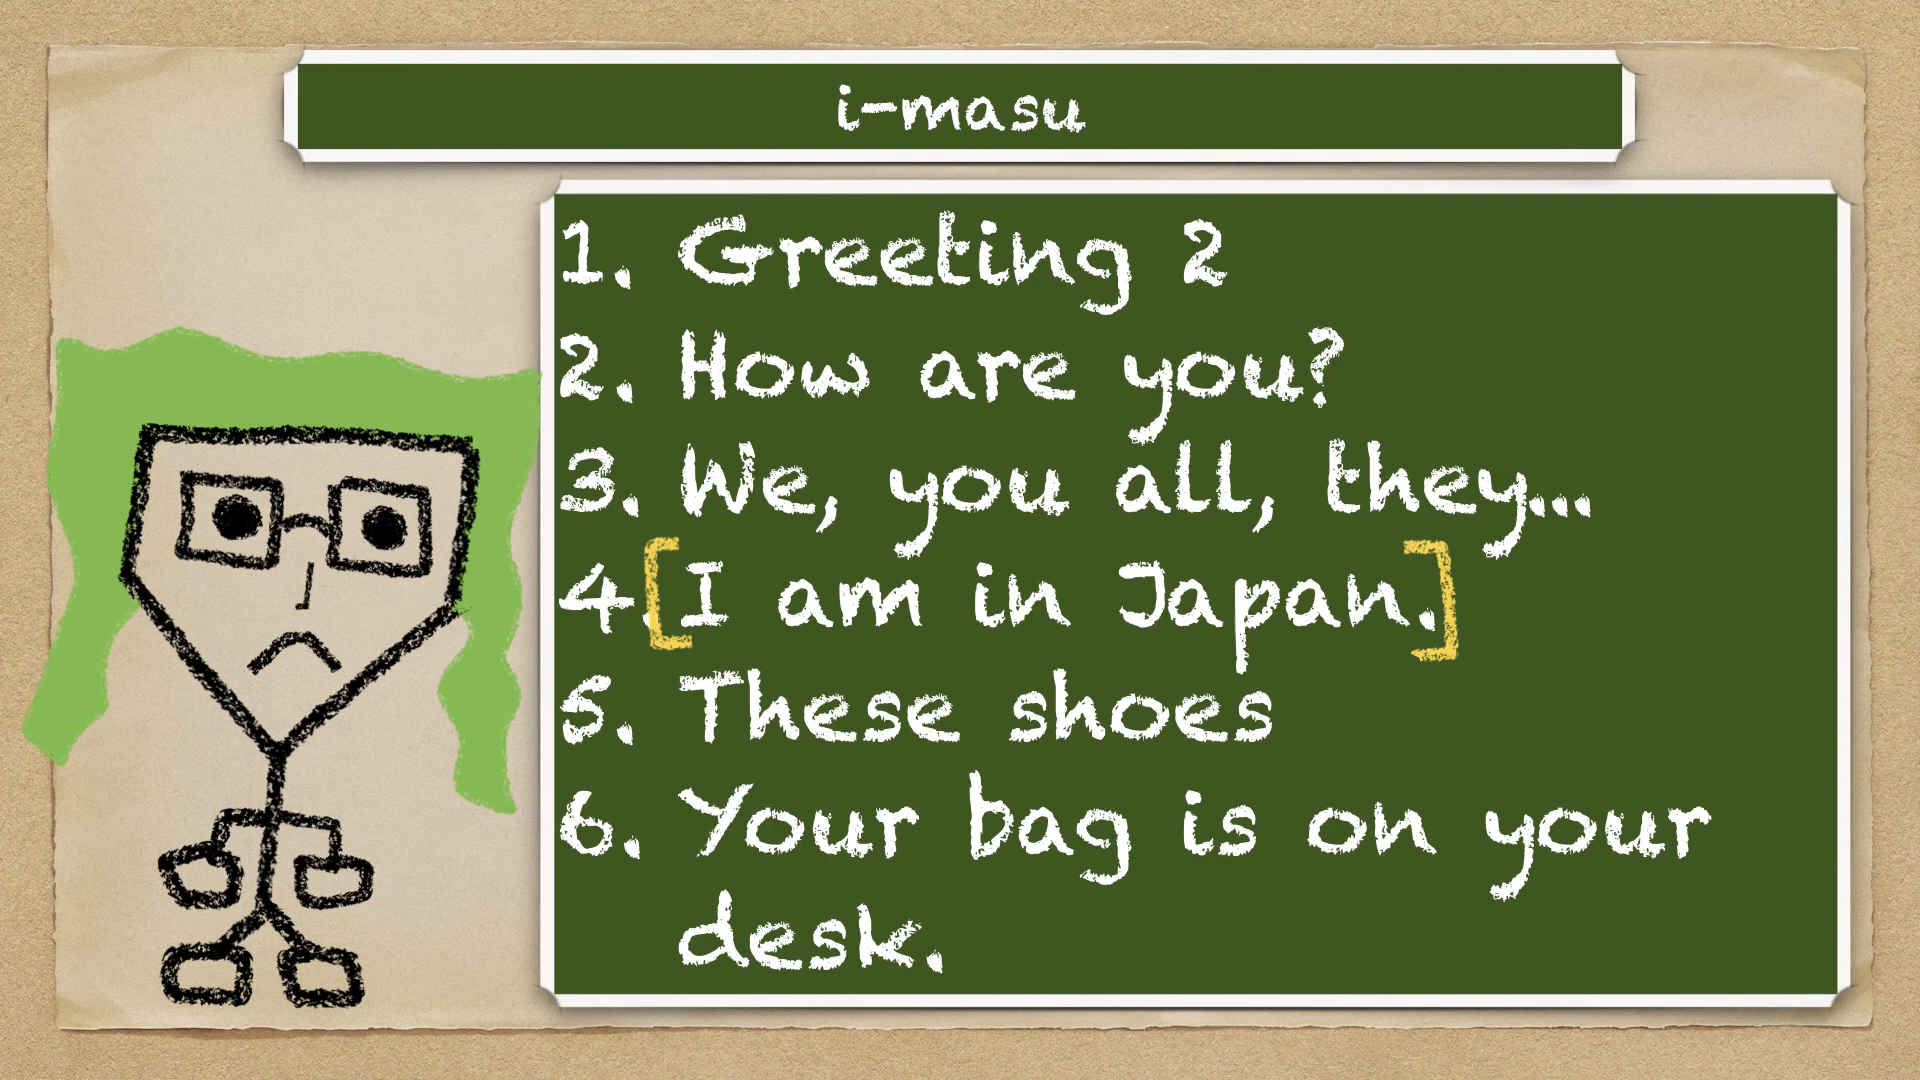 i-masu
1. Greeting 2
2. How are you?
3. We, you all, they...
4. [I am in Japan.]
5. These shoes
6. Your bag is on your
desk.